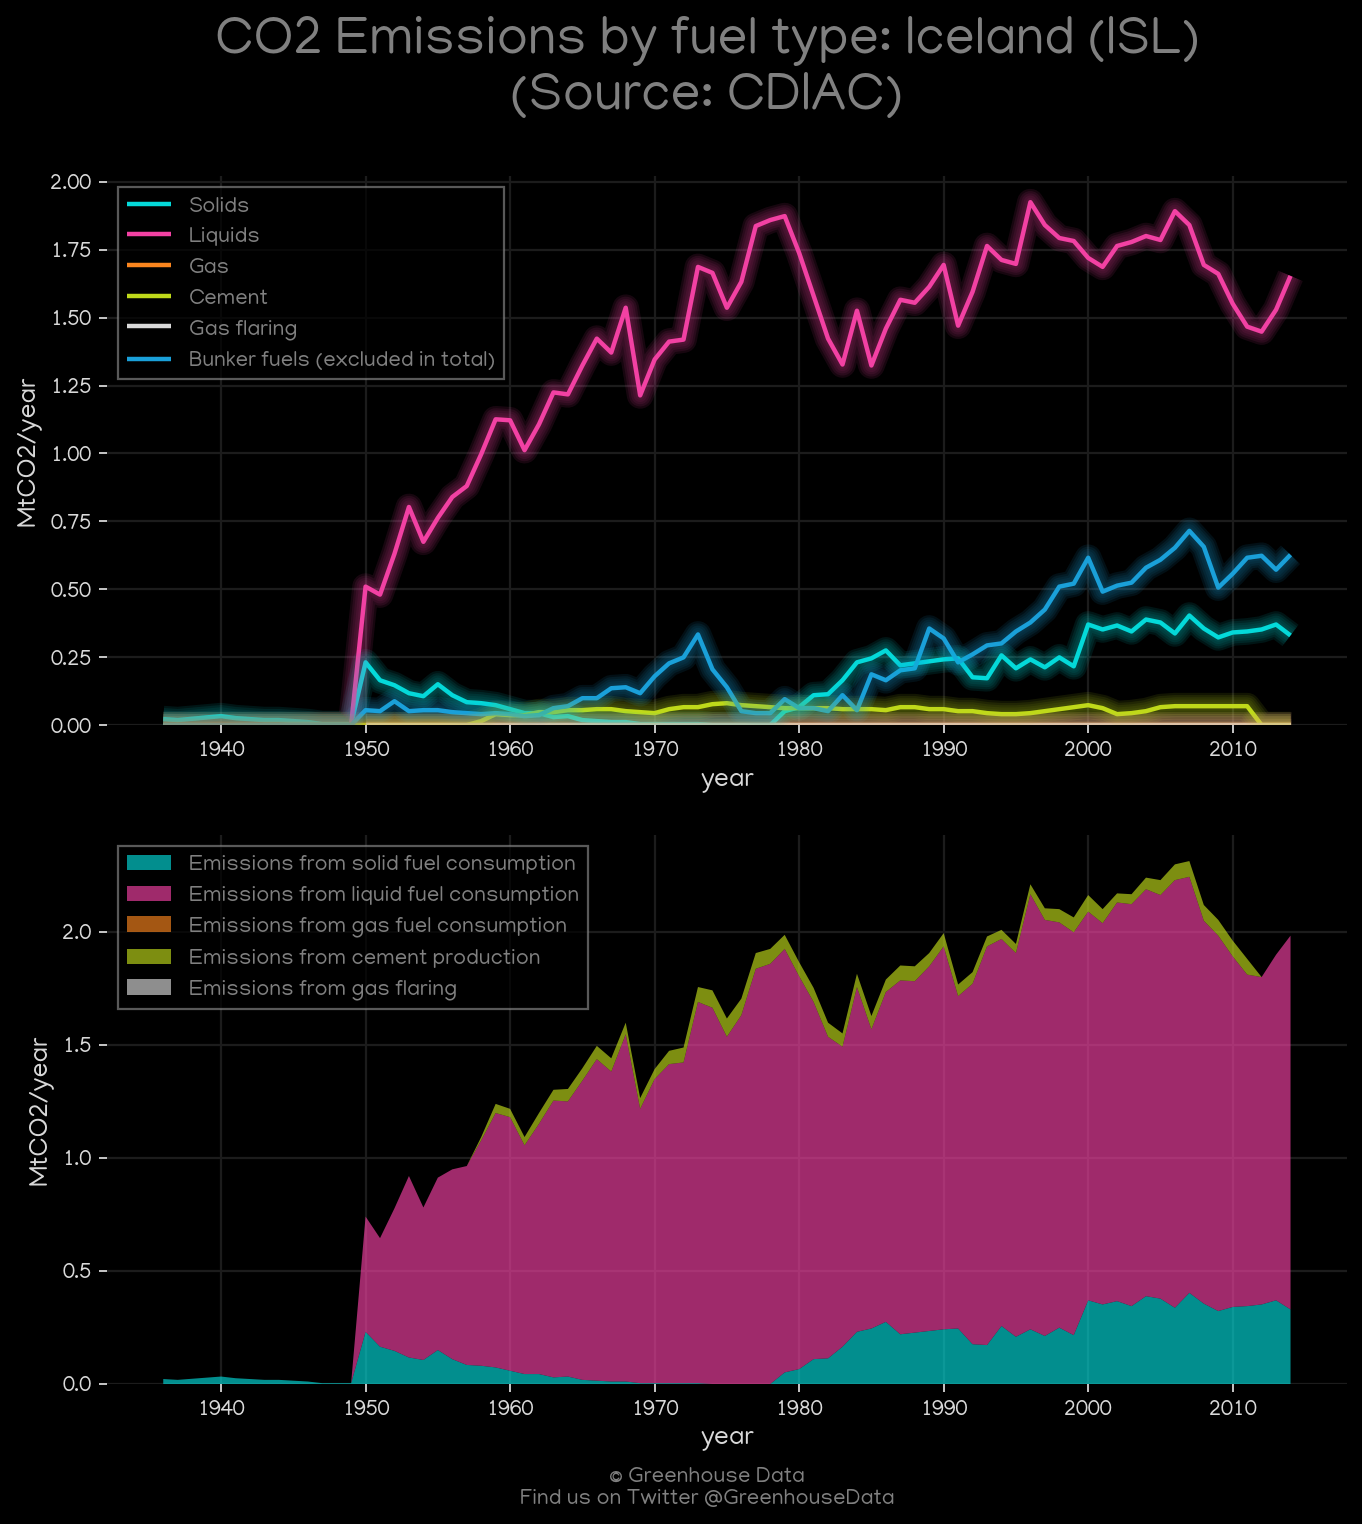 CO2 Emissions by fuel type: Iceland (ISL)
(Source: CDIAC)
2.00
1.75
1.50
1.25
1.00
0.75
0.50
0.25
0.00
MtCO2/year
Solids
Liquids
Gas
Cement
Gas flaring
Bunker fuels (excluded in total)
1940
1950
1960
1970
1980
1990
2000
2010
year
2.0
1.5
1.0
0.5
0.0
MtCO2/year
Emissions from solid fuel consumption
Emissions from liquid fuel consumption
Emissions from gas fuel consumption
Emissions from cement production
Emissions from gas flaring
1940
1950
1960
1970
1980
1990
2000
2010
year
© Greenhouse Data
Find us on Twitter @GreenhouseData